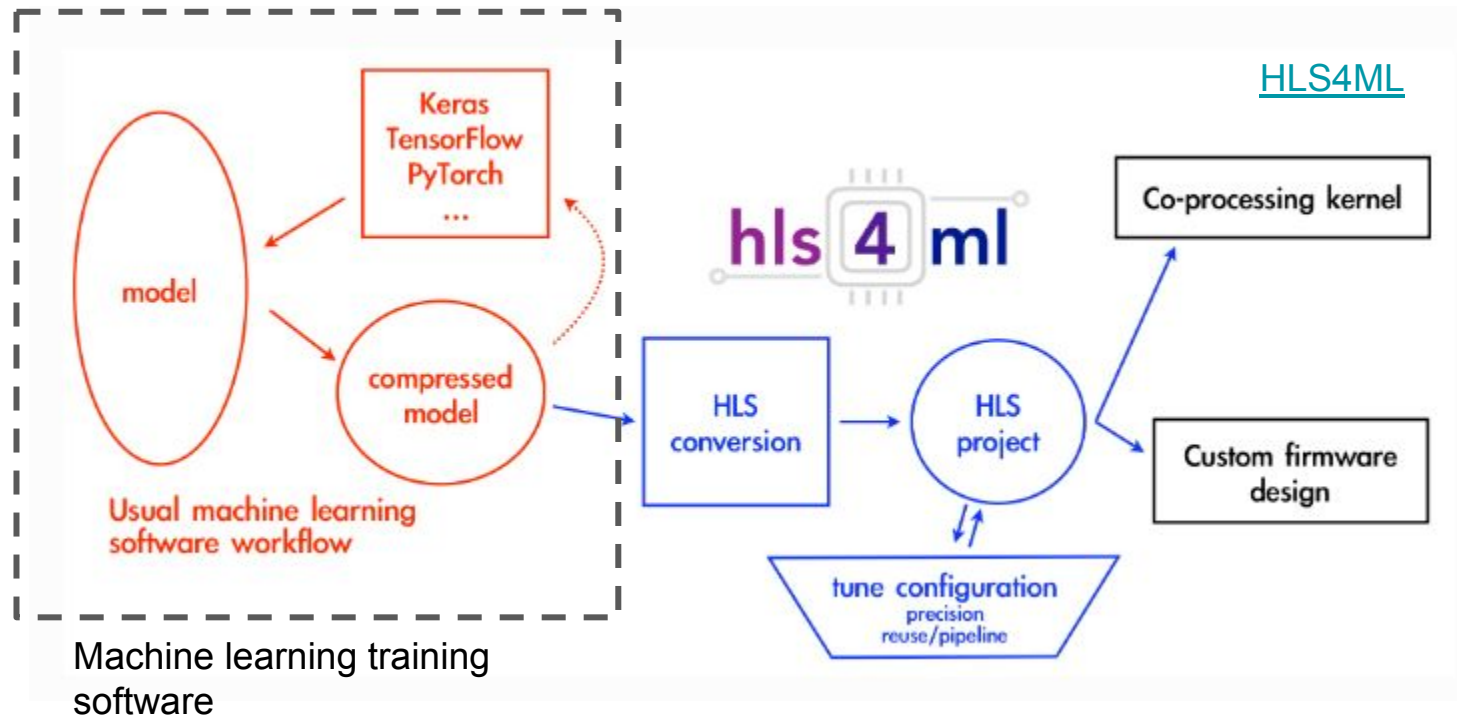 HLS4ML
Keras
TensorFlow
PyTorch
...
model
compressed
model
Usual machine learning
software workflow
hls 4 ml
HLS
conversion
HLS
project
tune configuration
precision
reuse/pipeline
Co-processing kernel
Custom firmware
design
Machine learning training
software